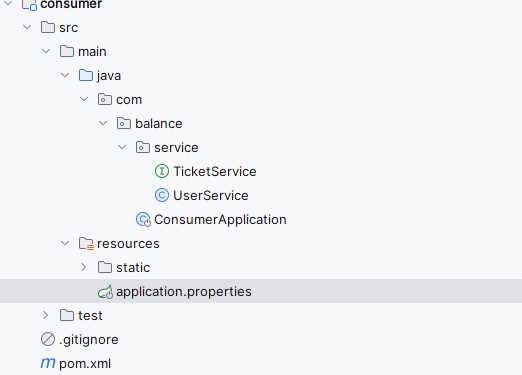 consumer
src
main
java
com
balance
service
TicketService
UserService
ConsumerApplication
resources
static
application.properties
test
.gitignore
pom.xml